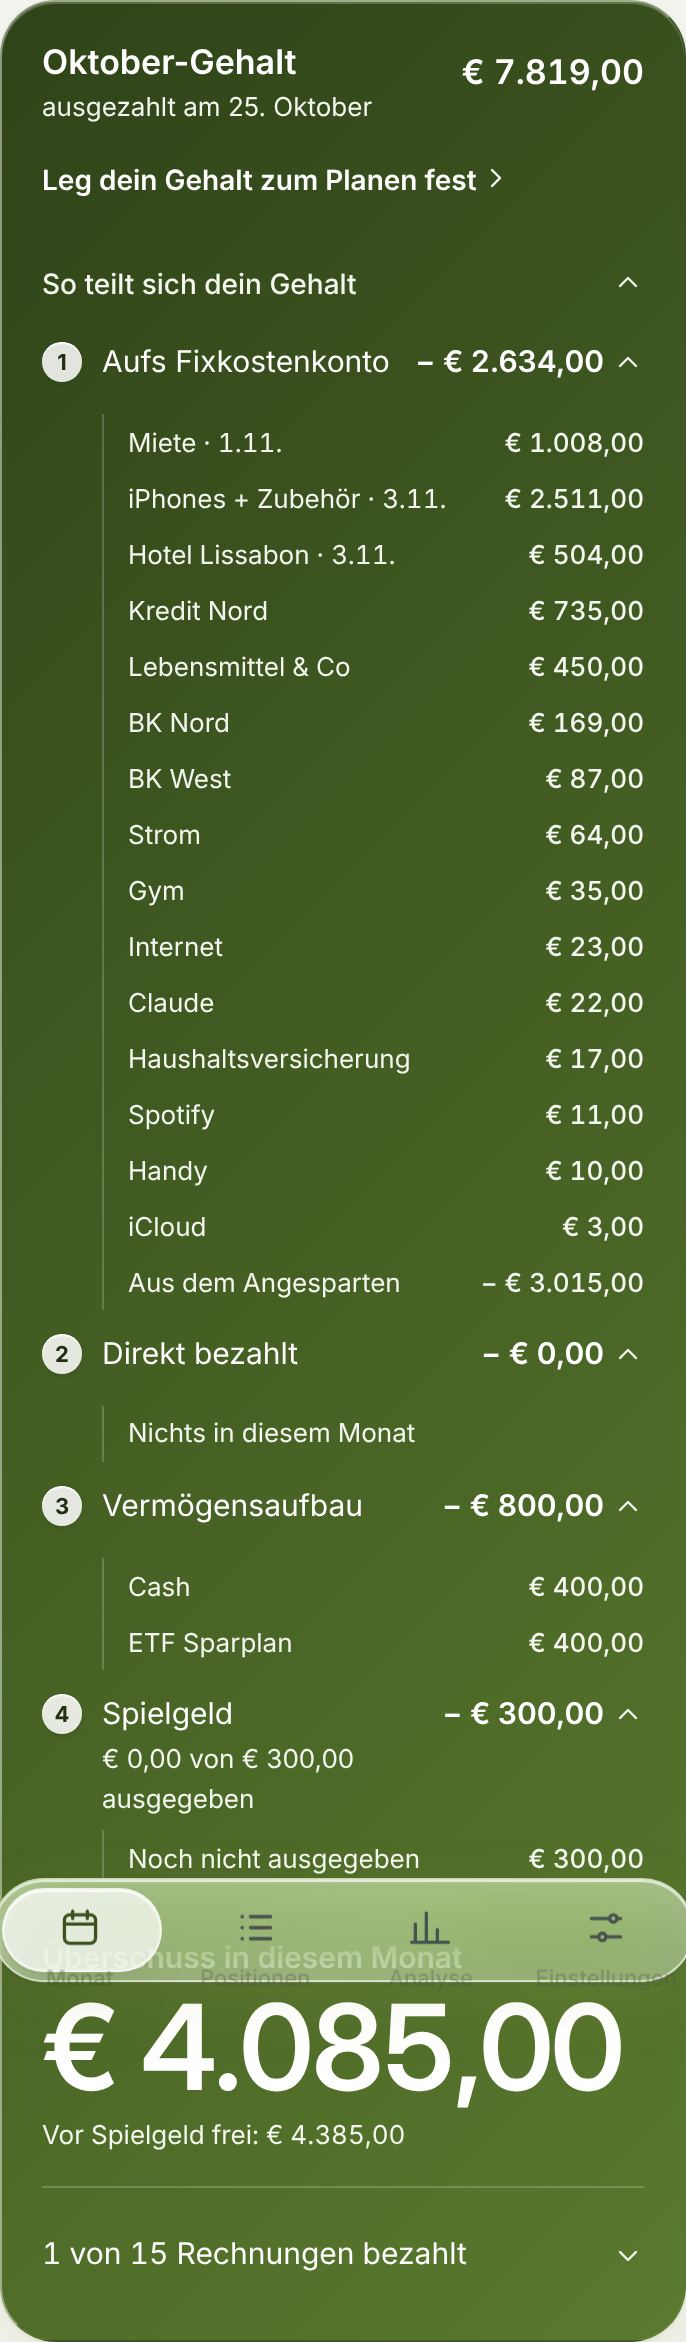 Oktober-Gehalt
€ 7.819,00
ausgezahlt am 25. Oktober
Leg dein Gehalt zum Planen fest
So teilt sich dein Gehalt
1 Aufs Fixkostenkonto – € 2.634,00
Miete · 1.11. € 1.008,00
iPhones + Zubehör · 3.11. € 2.511,00
Hotel Lissabon · 3.11. € 504,00
Kredit Nord € 735,00
Lebensmittel & Co € 450,00
BK Nord € 169,00
BK West € 87,00
Strom € 64,00
Gym € 35,00
Internet € 23,00
Claude € 22,00
Haushaltsversicherung € 17,00
Spotify € 11,00
Handy € 10,00
iCloud € 3,00
Aus dem Angesparten – € 3.015,00
2 Direkt bezahlt – € 0,00
Nichts in diesem Monat
3 Vermögensaufbau – € 800,00
Cash € 400,00
ETF Sparplan € 400,00
4 Spielgeld – € 300,00
€ 0,00 von € 300,00
ausgegeben
Noch nicht ausgegeben € 300,00
Überschuss in diesem Monat
Monat Positionen Analyse Einstellungen
€ 4.085,00
Vor Spielgeld frei: € 4.385,00
1 von 15 Rechnungen bezahlt